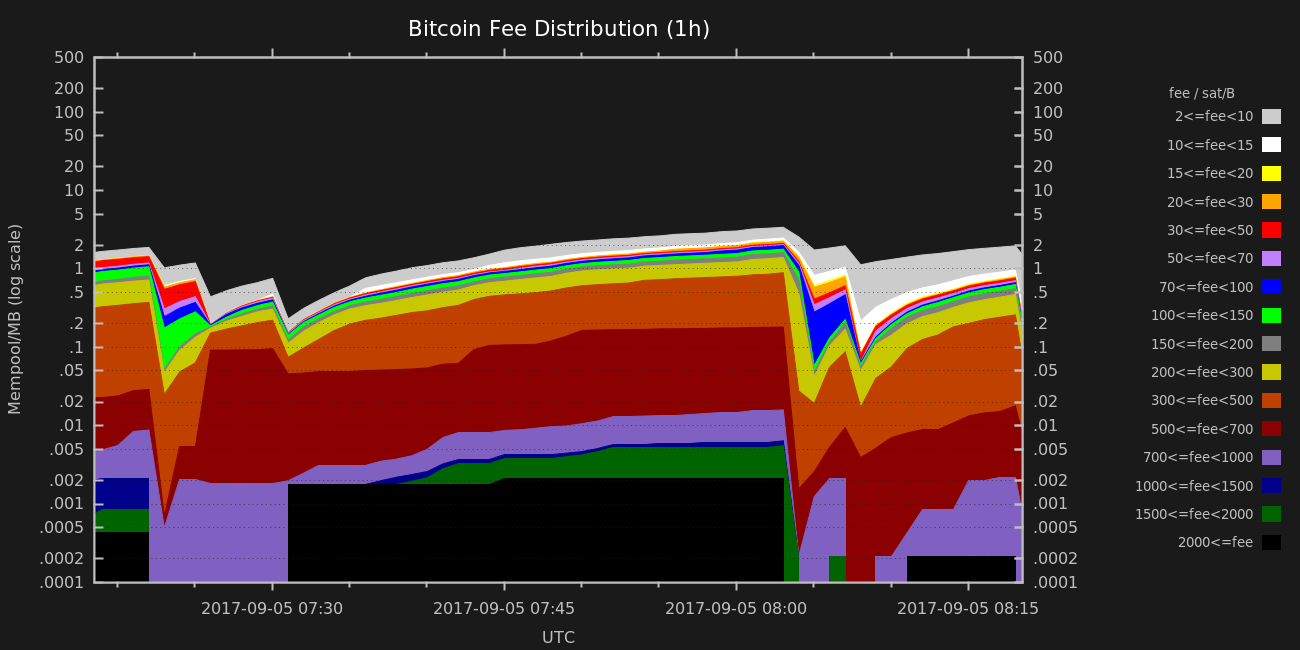 Bitcoin Fee Distribution (1h)
500
200
100
50
20
10
5
2
1
.5
.2
.1
.05
.02
.01
.005
.002
.001
.0005
.0002
.0001
Mempool/MB (log scale)
500
200
100
50
20
10
5
2
1
.5
.2
.1
.05
.02
.01
.005
.002
.001
.0005
.0002
.0001
2017-09-05 07:30
2017-09-05 07:45
2017-09-05 08:00
2017-09-05 08:15
UTC
fee / sat/B
2<=fee<10
10<=fee<15
15<=fee<20
20<=fee<30
30<=fee<50
50<=fee<70
70<=fee<100
100<=fee<150
150<=fee<200
200<=fee<300
300<=fee<500
500<=fee<700
700<=fee<1000
1000<=fee<1500
1500<=fee<2000
2000<=fee